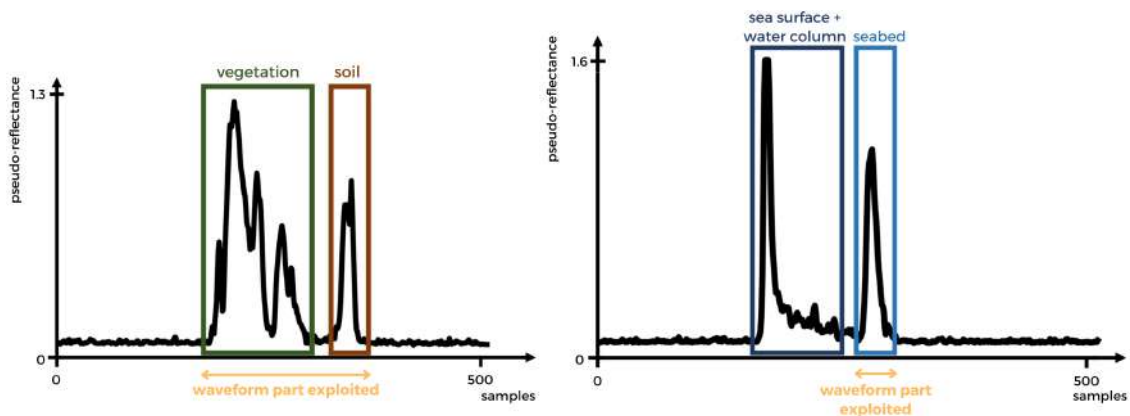 vegetation
soil
1.3
pseudo-reflectance
0
0
500
samples
waveform part exploited
sea surface +
water column
seabed
1.6
pseudo-reflectance
0
0
500
samples
waveform part
exploited